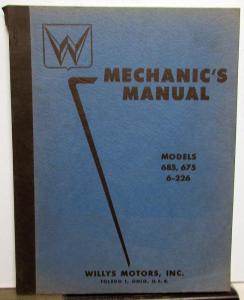 W
MECHANIC'S
MANUAL
MODELS
685, 675
6-226
WILLYS MOTORS, INC.
TOLEDO 1, OHIO, U.S.A.